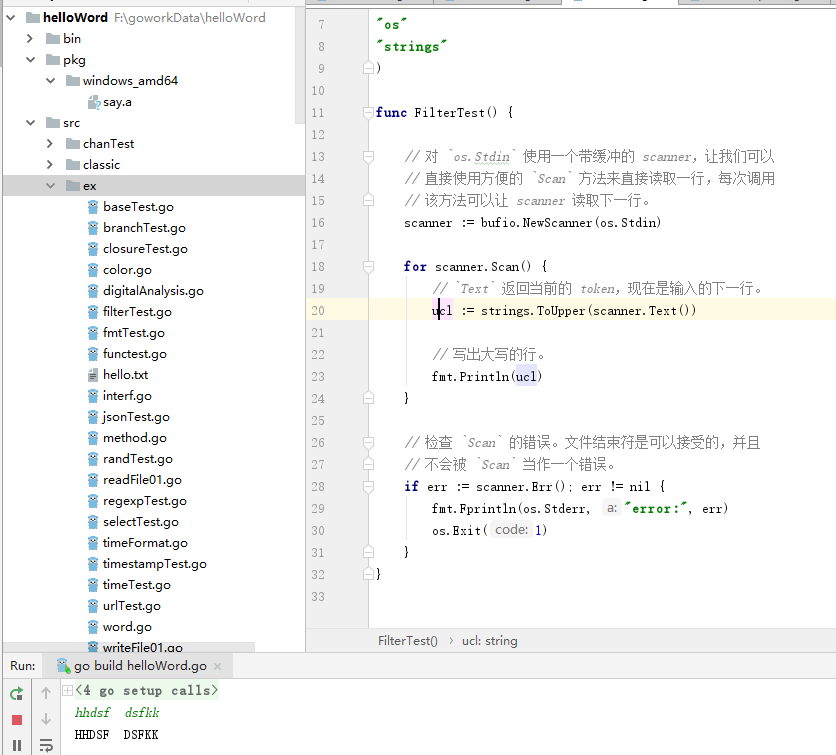 helloWord F:\goworkData\helloWord
bin
pkg
windows_amd64
say.a
src
chanTest
classic
ex
baseTest.go
branchTest.go
closureTest.go
color.go
digitalAnalysis.go
filterTest.go
fmtTest.go
functest.go
hello.txt
interf.go
jsonTest.go
method.go
randTest.go
readFile01.go
regexpTest.go
selectTest.go
timeFormat.go
timestampTest.go
timeTest.go
urlTest.go
word.go
writeFile01.go
7 "os"
8 "strings"
9 )
10
11 func FilterTest() {
12
13 // 对 `os.Stdin` 使用一个带缓冲的 scanner，让我们可以
14 // 直接使用方便的 `Scan` 方法来直接读取一行，每次调用
15 // 该方法可以让 scanner 读取下一行。
16 scanner := bufio.NewScanner(os.Stdin)
17
18 for scanner.Scan() {
19 // `Text` 返回当前的 token，现在是输入的下一行。
20 ucl := strings.ToUpper(scanner.Text())
21
22 // 写出大写的行。
23 fmt.Println(ucl)
24 }
25
26 // 检查 `Scan` 的错误。文件结束符是可以接受的，并且
27 // 不会被 `Scan` 当作一个错误。
28 if err := scanner.Err(); err != nil {
29 fmt.Fprintln(os.Stderr, a: "error:", err)
30 os.Exit( code: 1)
31 }
32 }
33
FilterTest() › ucl: string
Run: go build helloWord.go ×
<4 go setup calls>
hhdsf dsfkk
HHDSF DSFKK